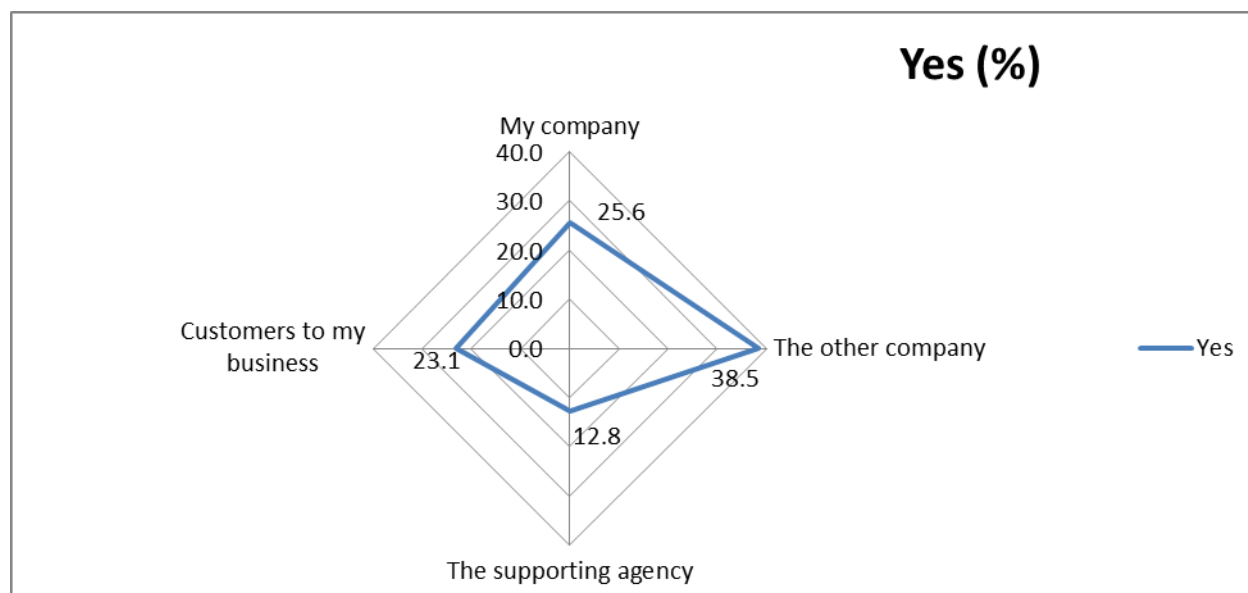 Yes (%)
My company
40.0
30.0
25.6
20.0
10.0
Customers to my
business
23.1
0.0
The other company
38.5
Yes
12.8
The supporting agency